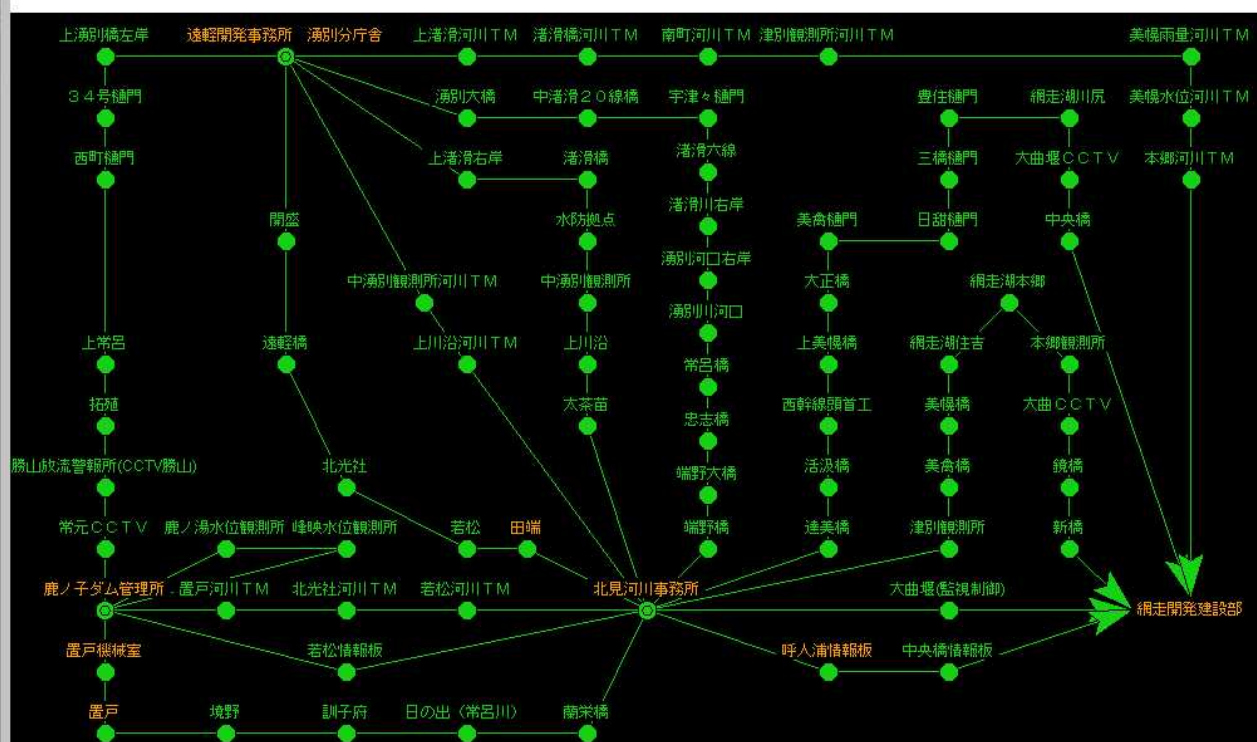 上湧別橋左岸
遠軽開発事務所 湧別分庁舎
上渚滑河川TM
渚滑橋河川TM
南町河川TM
津別観測所河川TM
美幌雨量河川TM
34号樋門
湧別大橋
中渚滑20線橋
宇津々樋門
豊住樋門
網走湖川尻
美幌水位河川TM
西町樋門
上渚滑右岸
渚滑橋
渚滑六線
三橋樋門
大曲堰CCTV
本郷河川TM
開盛
水防拠点
渚滑川右岸
美禽樋門
日甜樋門
中央橋
中湧別観測所河川TM
中湧別観測所
湧別河口右岸
大正橋
網走湖本郷
湧別川河口
上常呂
遠軽橋
上川沿河川TM
上川沿
常呂橋
上美幌橋
網走湖住吉
本郷観測所
拓殖
太茶苗
忠志橋
西幹線頭首工
美幌橋
大曲CCTV
勝山放流警報所(CCTV勝山)
北光社
端野大橋
活汲橋
美禽橋
鏡橋
常元CCTV
鹿ノ湯水位観測所
峰映水位観測所
若松
田端
端野橋
達美橋
津別観測所
新橋
鹿ノ子ダム管理所
置戸河川TM
北光社河川TM
若松河川TM
北見河川事務所
大曲堰(監視制御)
網走開発建設部
置戸機械室
若松情報板
呼人浦情報板
中央橋情報板
置戸
境野
訓子府
日の出(常呂川)
蘭栄橋